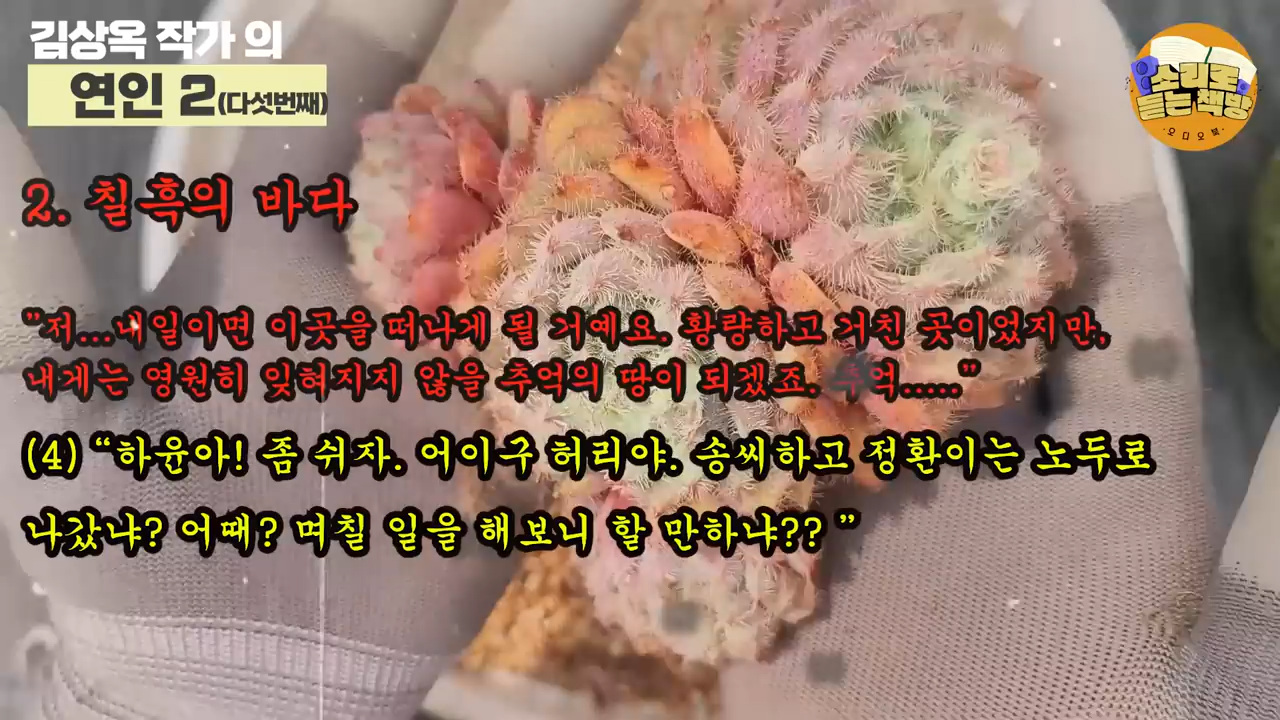 김상옥 작가 의
연인 2(다섯번째)
소리로
듣는 책방
·오디오북·
2. 칠흑의 바다
"저...내일이면 이곳을 떠나게 될 거예요. 황량하고 거친 곳이었지만,
내게는 영원히 잊혀지지 않을 추억의 땅이 되겠죠. 추억....."
(4) “하윤아! 좀 쉬자. 어이구 허리야. 송씨하고 정환이는 노두로
나갔냐? 어때? 며칠 일을 해보니 할 만하냐?? ”